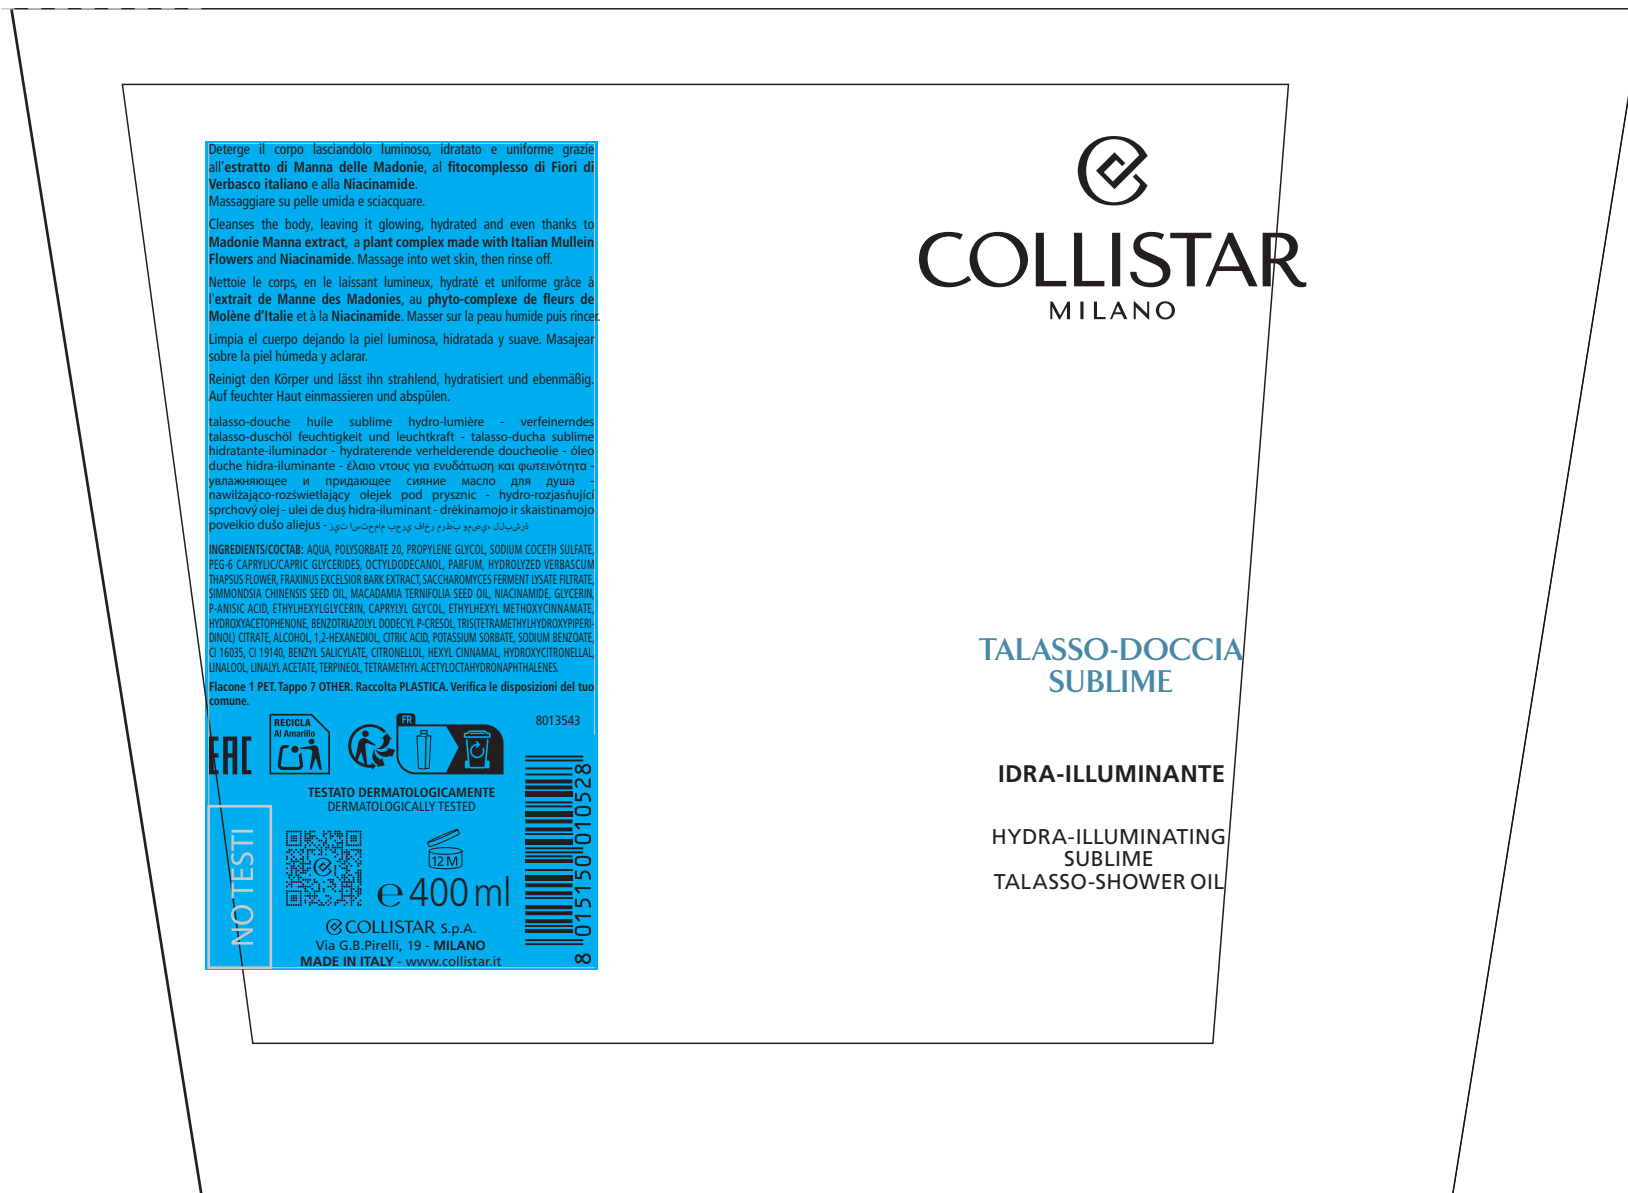 Deterge il corpo lasciandolo luminoso, idratato e uniforme grazie
all'estratto di Manna delle Madonie, al fitocomplesso di Fiori di
Verbasco italiano e alla Niacinamide.
Massaggiare su pelle umida e sciacquare.
Cleanses the body, leaving it glowing, hydrated and even thanks to
Madonie Manna extract, a plant complex made with Italian Mullein
Flowers and Niacinamide. Massage into wet skin, then rinse off.
Nettoie le corps, en le laissant lumineux, hydraté et uniforme grâce à
l'extrait de Manne des Madonies, au phyto-complexe de fleurs de
Molène d'Italie et à la Niacinamide. Masser sur la peau humide puis rincer.
Limpia el cuerpo dejando la piel luminosa, hidratada y suave. Masajear
sobre la piel húmeda y aclarar.
Reinigt den Körper und lässt ihn strahlend, hydratisiert und ebenmäßig.
Auf feuchter Haut einmassieren und abspülen.
talasso-douche huile sublime hydro-lumière - verfeinerndes
talasso-duschöl feuchtigkeit und leuchtkraft - talasso-ducha sublime
hidratante-iluminador - hydraterende verhelderende doucheolie - óleo
duche hidra-iluminante - έλαιο ντους για ενυδάτωση και φωτεινότητα -
увлажняющее и придающее сияние масло для душа -
nawilżająco-rozświetlający olejek pod prysznic - hydro-rozjasňující
sprchový olej - ulei de duș hidra-iluminant - drėkinamojo ir skaistinamojo
poveikio dušo aliejus -
INGREDIENTS/COCTAB: AQUA, POLYSORBATE 20, PROPYLENE GLYCOL, SODIUM COCETH SULFATE,
PEG-6 CAPRYLIC/CAPRIC GLYCERIDES, OCTYLDODECANOL, PARFUM, HYDROLYZED VERBASCUM
THAPSUS FLOWER, FRAXINUS EXCELSIOR BARK EXTRACT, SACCHAROMYCES FERMENT LYSATE FILTRATE,
SIMMONDSIA CHINENSIS SEED OIL, MACADAMIA TERNIFOLIA SEED OIL, NIACINAMIDE, GLYCERIN,
P-ANISIC ACID, ETHYLHEXYLGLYCERIN, CAPRYLYL GLYCOL, ETHYLHEXYL METHOXYCINNAMATE,
HYDROXYACETOPHENONE, BENZOTRIAZOLYL DODECYL P-CRESOL, TRIS(TETRAMETHYLHYDROXYPIPERI-
DINOL) CITRATE, ALCOHOL, 1,2-HEXANEDIOL, CITRIC ACID, POTASSIUM SORBATE, SODIUM BENZOATE,
CI 16035, CI 19140, BENZYL SALICYLATE, CITRONELLOL, HEXYL CINNAMAL, HYDROXYCITRONELLAL,
LINALOOL, LINALYL ACETATE, TERPINEOL, TETRAMETHYL ACETYLOCTAHYDRONAPHTHALENES.
Flacone 1 PET. Tappo 7 OTHER. Raccolta PLASTICA. Verifica le disposizioni del tuo
comune.
EAC
RECICLA
Al Amarillo
FR
8013543
TESTATO DERMATOLOGICAMENTE
DERMATOLOGICALLY TESTED
NO TESTI
12 M
e 400 ml
COLLISTAR S.p.A.
Via G.B.Pirelli, 19 - MILANO
MADE IN ITALY - www.collistar.it
8 015150 010528
COLLISTAR
MILANO
TALASSO-DOCCIA
SUBLIME
IDRA-ILLUMINANTE
HYDRA-ILLUMINATING
SUBLIME
TALASSO-SHOWER OIL